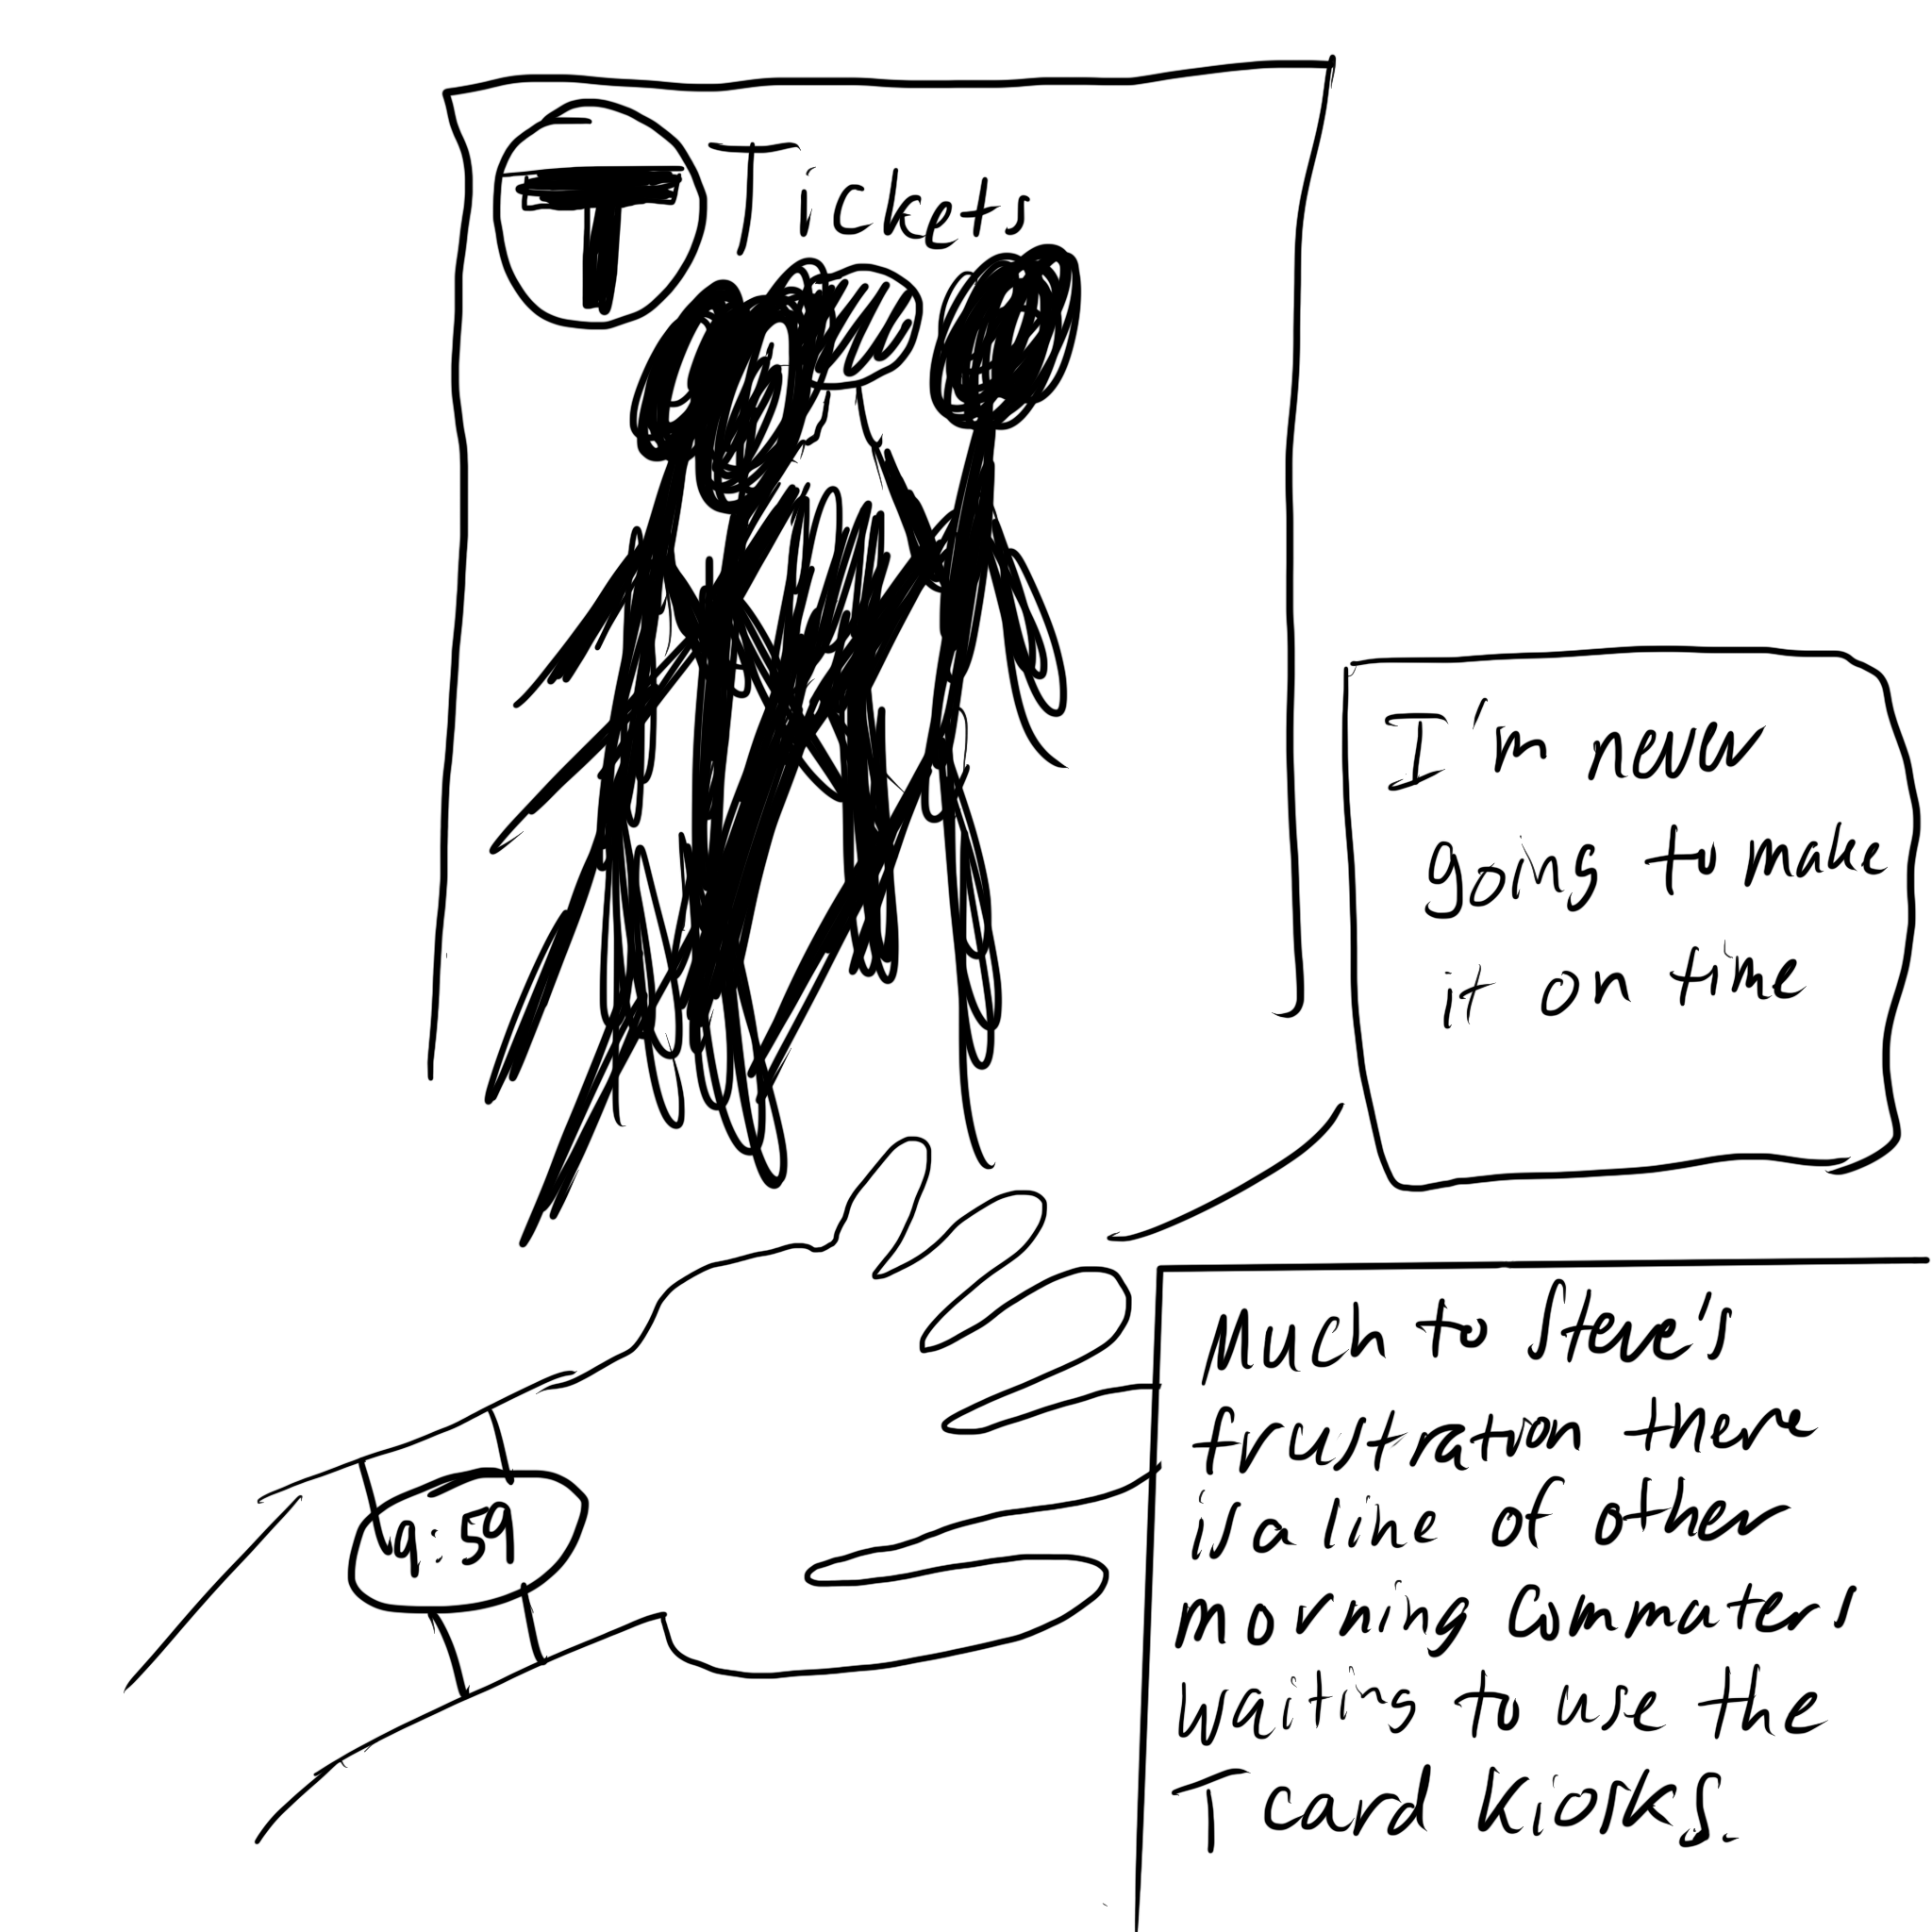 T Tickets
I'm never
going to make
it on time
9:59
Much to Steve's
frustration there
is a line of other
morning commuters
waiting to use the
T card kiosks.